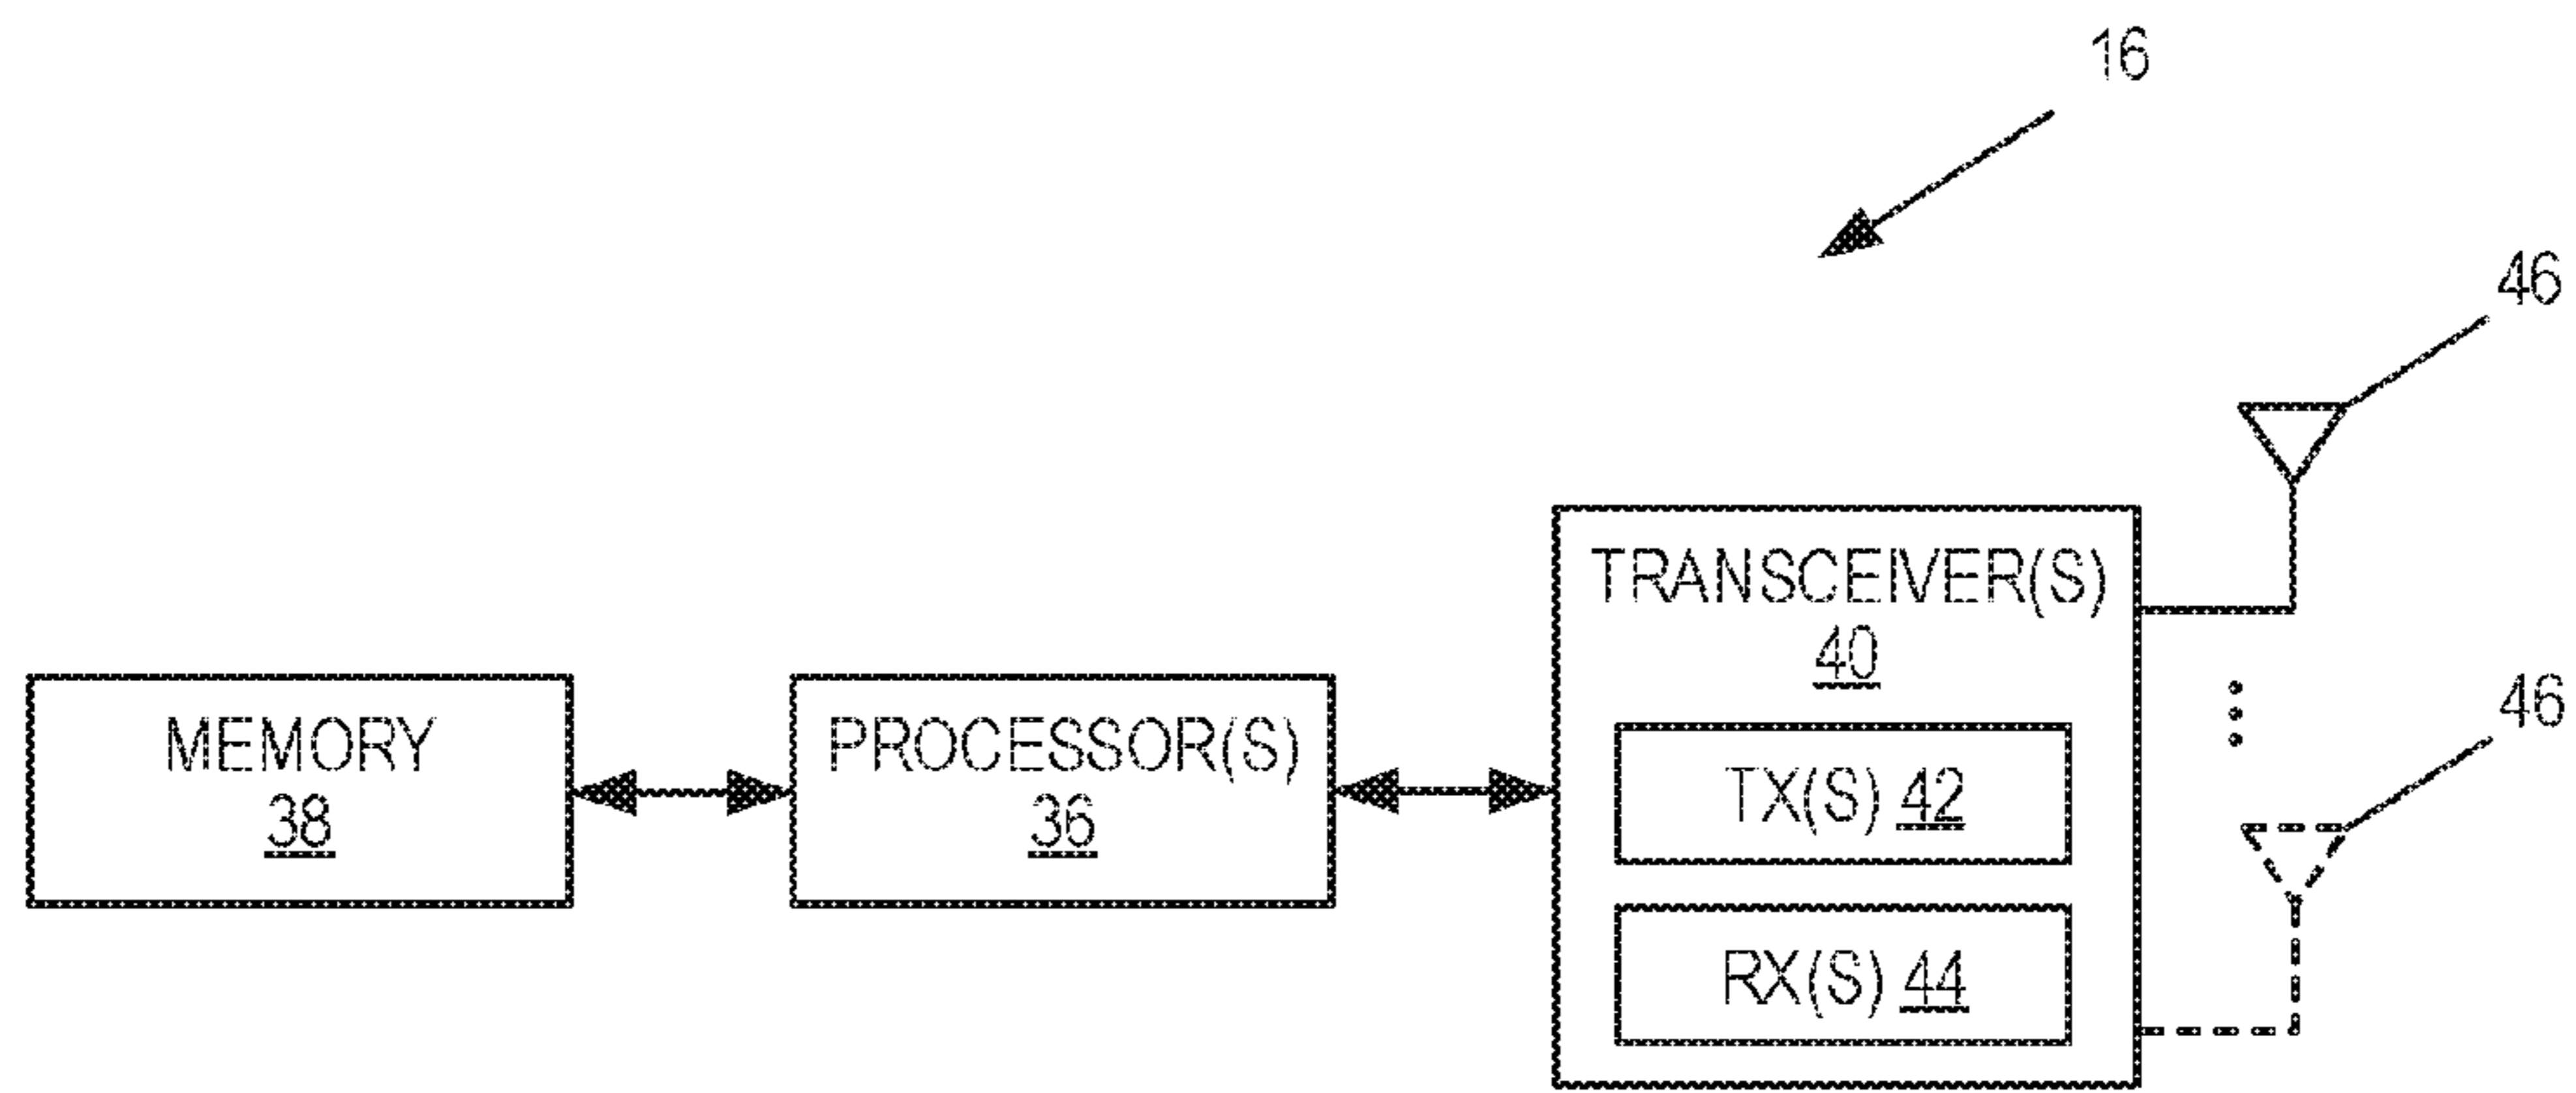 16
46
TRANSCEIVER(S)
40
MEMORY
38
PROCESSOR(S)
36
46
TX(S) 42
RX(S) 44